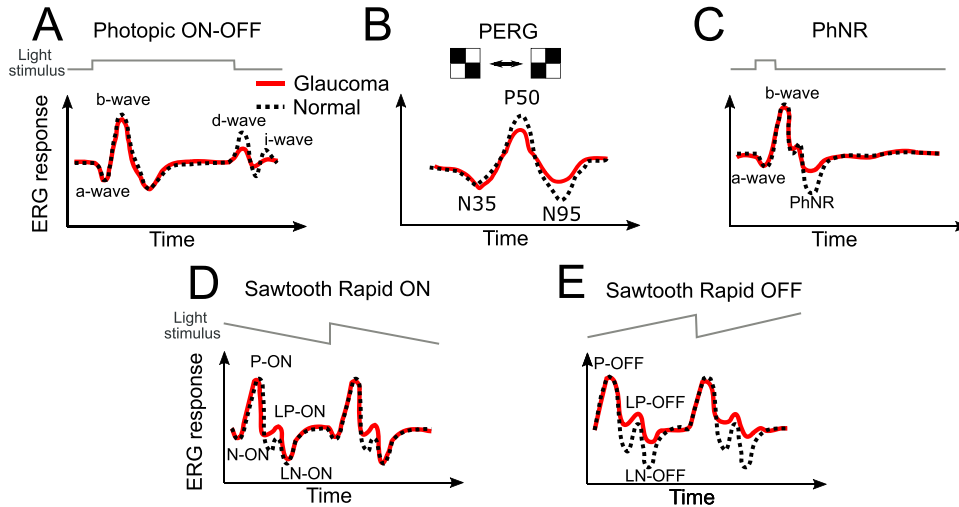 A
Photopic ON-OFF
Light
stimulus
Glaucoma
Normal
b-wave
d-wave
i-wave
a-wave
ERG response
Time
B
PERG
P50
N35
N95
Time
C
PhNR
b-wave
a-wave
PhNR
Time
D
Sawtooth Rapid ON
Light
stimulus
P-ON
LP-ON
N-ON
LN-ON
ERG response
Time
E
Sawtooth Rapid OFF
P-OFF
LP-OFF
LN-OFF
Time